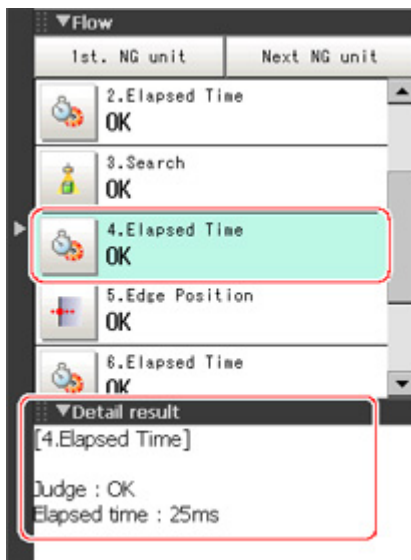 ▼Flow
1st. NG unit Next NG unit
2.Elapsed Time
OK
3.Search
OK
4.Elapsed Time
OK
5.Edge Position
OK
6.Elapsed Time
OK
▼Detail result
[4.Elapsed Time]
Judge : OK
Elapsed time : 25ms